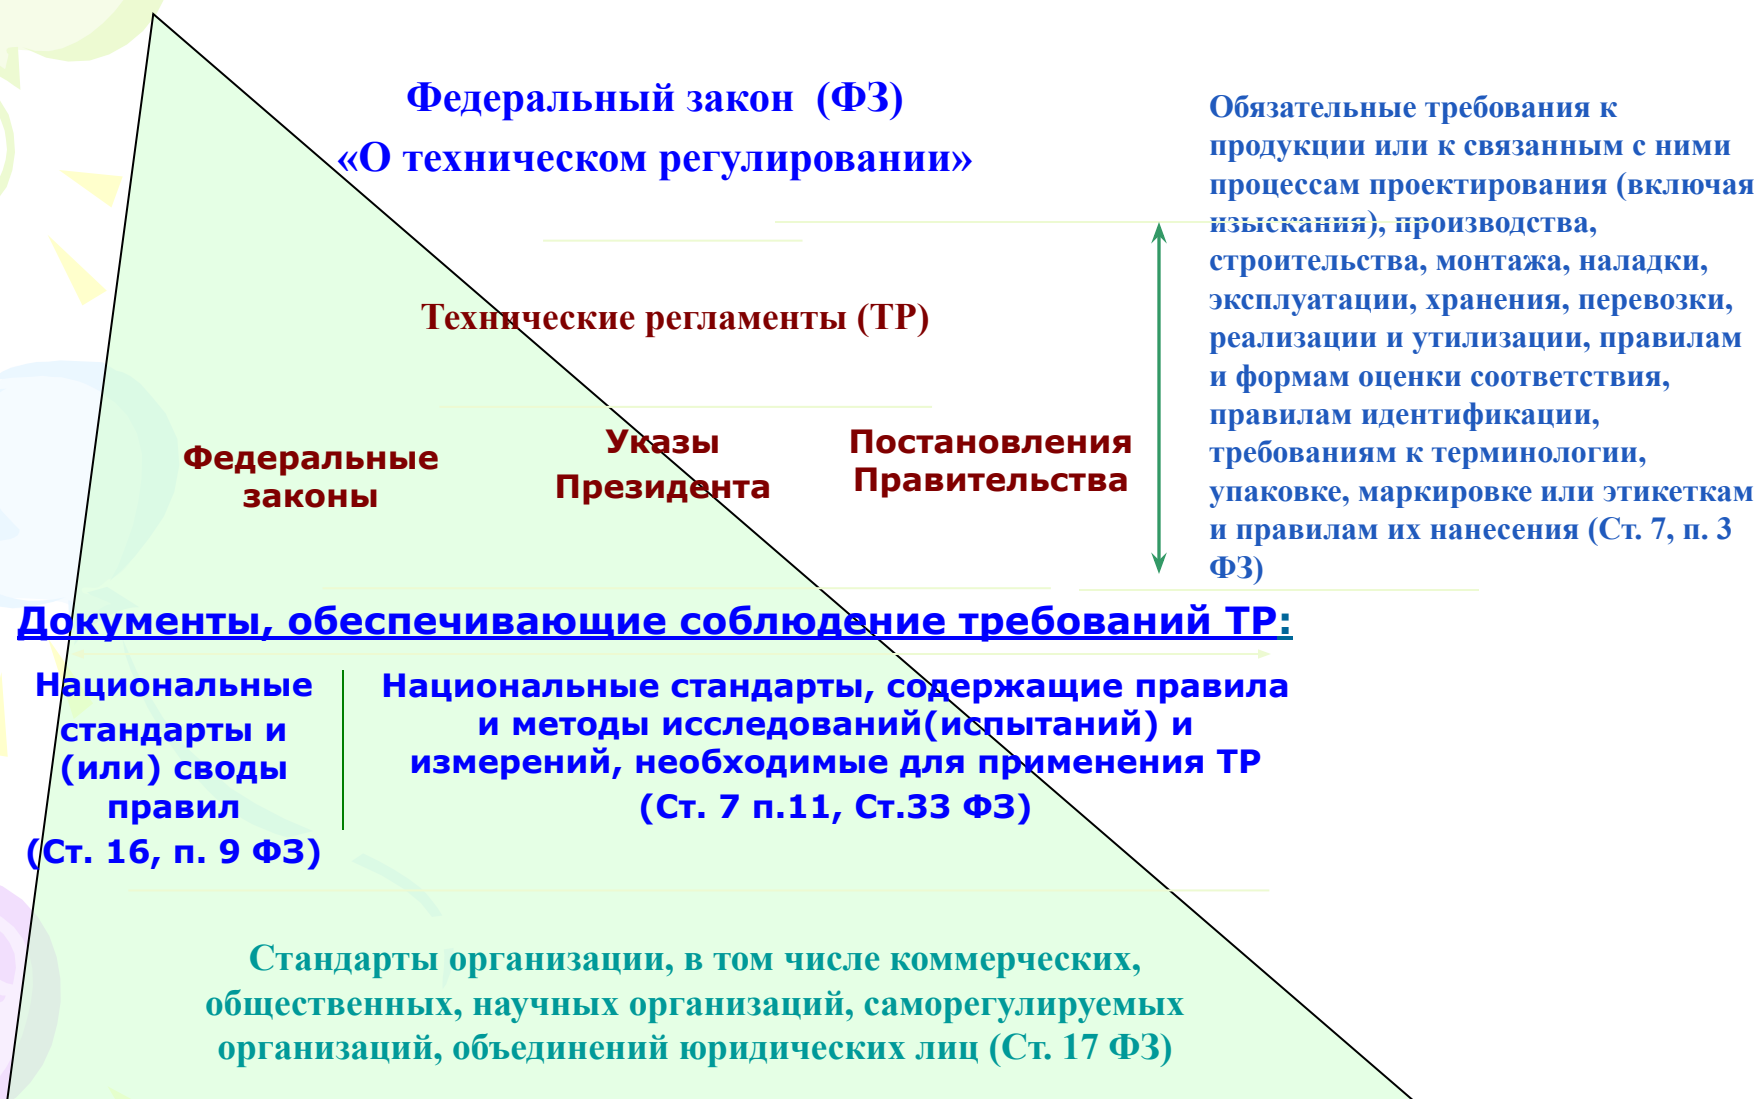 Федеральный закон (ФЗ)
«О техническом регулировании»
Обязательные требования к
продукции или к связанным с ними
процессам проектирования (включая
изыскания), производства,
строительства, монтажа, наладки,
эксплуатации, хранения, перевозки,
реализации и утилизации, правилам
и формам оценки соответствия,
правилам идентификации,
требованиям к терминологии,
упаковке, маркировке или этикеткам
и правилам их нанесения (Ст. 7, п. 3
ФЗ)
Технические регламенты (ТР)
Федеральные
законы
Указы
Президента
Постановления
Правительства
Документы, обеспечивающие соблюдение требований ТР:
Национальные
стандарты и
(или) своды
правил
(Ст. 16, п. 9 ФЗ)
Национальные стандарты, содержащие правила
и методы исследований(испытаний) и
измерений, необходимые для применения ТР
(Ст. 7 п.11, Ст.33 ФЗ)
Стандарты организации, в том числе коммерческих,
общественных, научных организаций, саморегулируемых
организаций, объединений юридических лиц (Ст. 17 ФЗ)